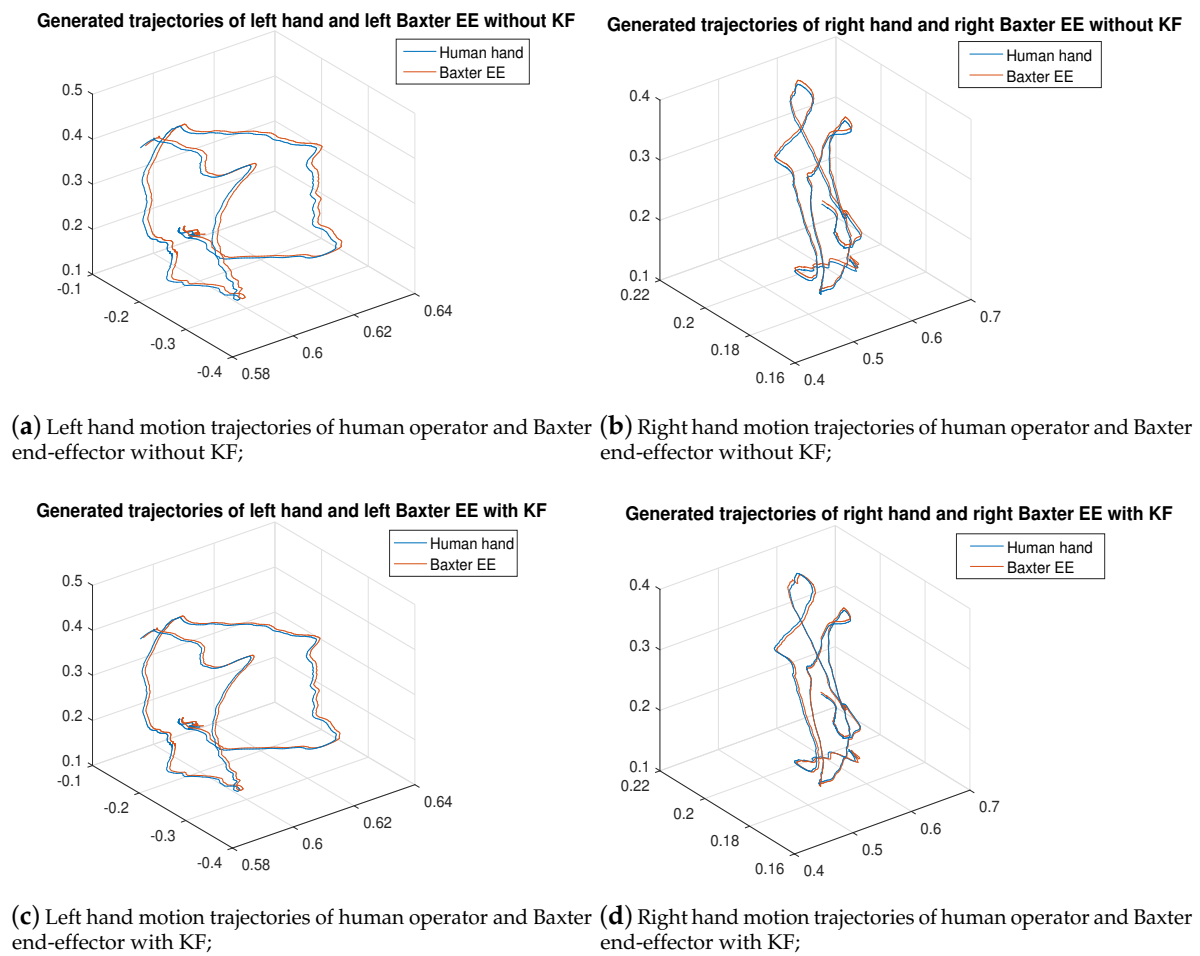 Generated trajectories of left hand and left Baxter EE without KF
Human hand
Baxter EE
0.5
0.4
0.3
0.2
0.1
-0.1
-0.2
-0.3
-0.4
0.58
0.6
0.62
0.64
(a) Left hand motion trajectories of human operator and Baxter
end-effector without KF;
Generated trajectories of right hand and right Baxter EE without KF
Human hand
Baxter EE
0.4
0.3
0.2
0.1
0.22
0.2
0.18
0.16
0.4
0.5
0.6
0.7
(b) Right hand motion trajectories of human operator and Baxter
end-effector without KF;
Generated trajectories of left hand and left Baxter EE with KF
Human hand
Baxter EE
0.5
0.4
0.3
0.2
0.1
-0.1
-0.2
-0.3
-0.4
0.58
0.6
0.62
0.64
(c) Left hand motion trajectories of human operator and Baxter
end-effector with KF;
Generated trajectories of right hand and right Baxter EE with KF
Human hand
Baxter EE
0.4
0.3
0.2
0.1
0.22
0.2
0.18
0.16
0.4
0.5
0.6
0.7
(d) Right hand motion trajectories of human operator and Baxter
end-effector with KF;